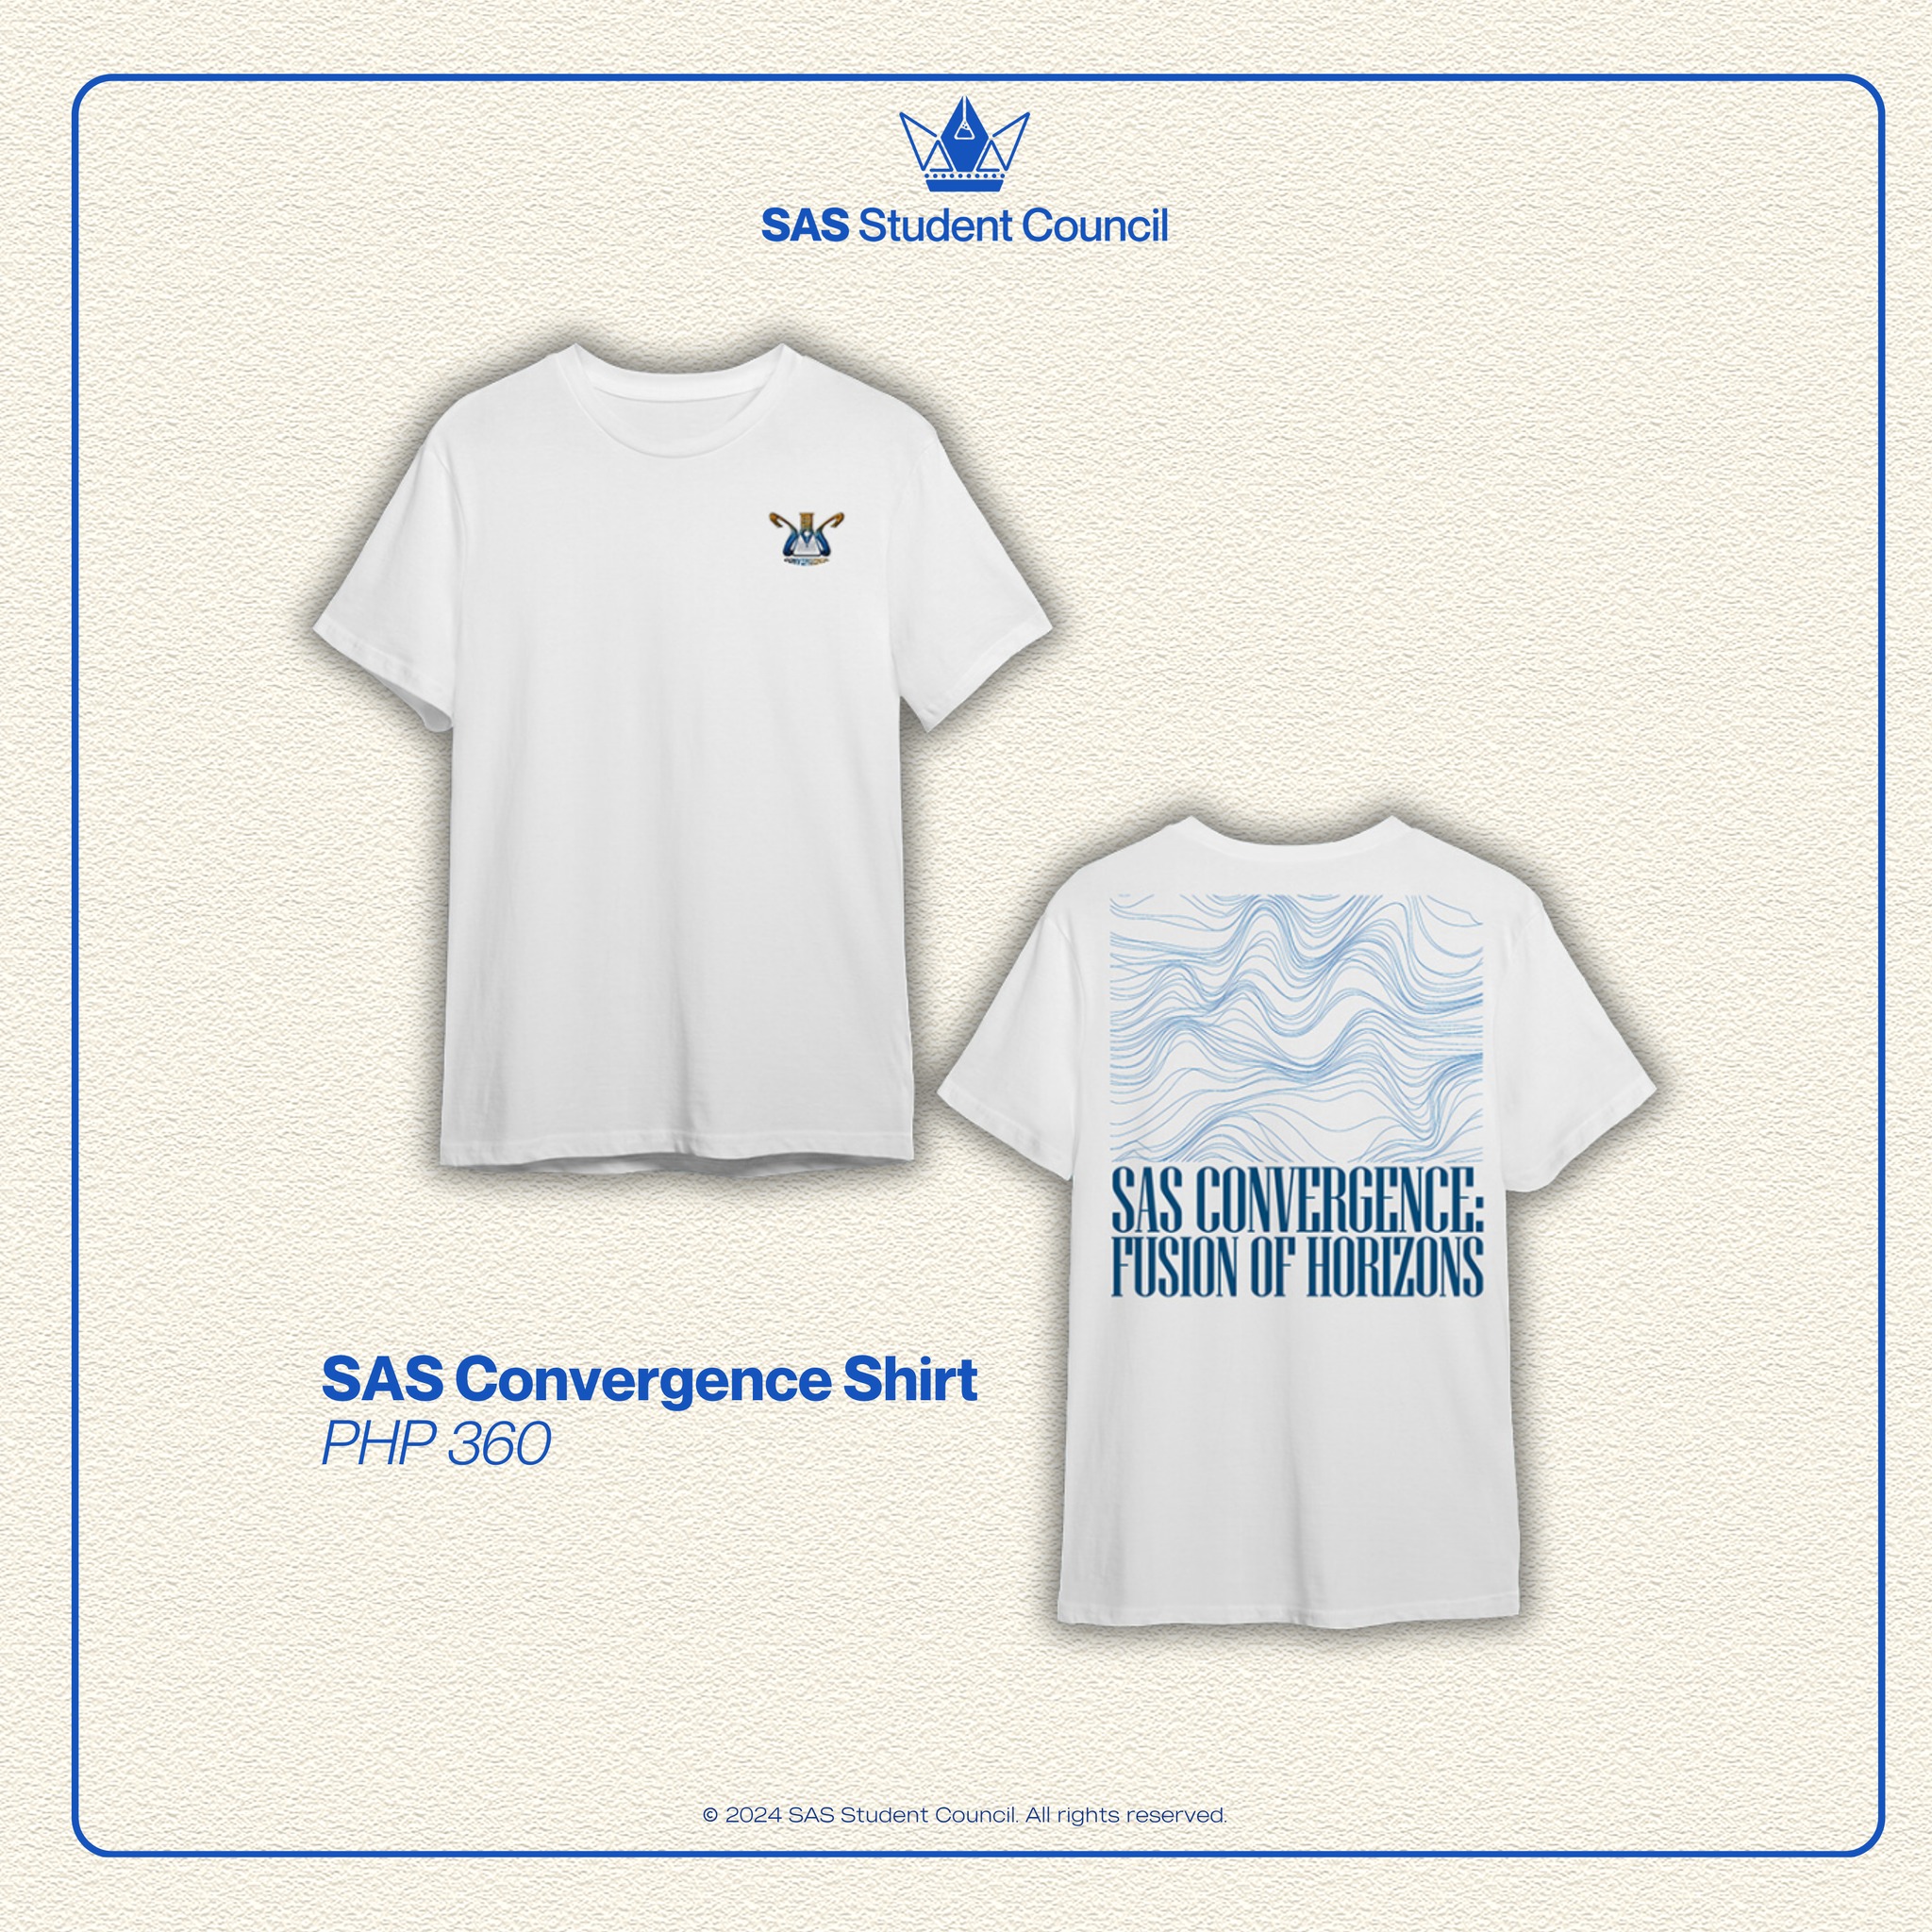 SAS Student Council
SAS CONVERGENCE:
FUSION OF HORIZONS
SAS Convergence Shirt
PHP 360
© 2024 SAS Student Council. All rights reserved.